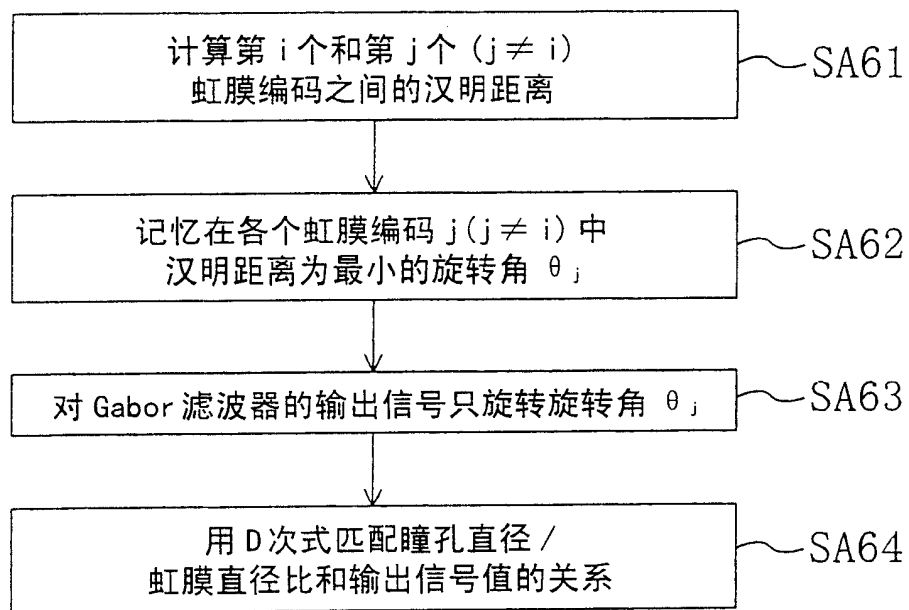 计算第 i 个和第 j 个 (j≠ i)
虹膜编码之间的汉明距离
SA61
记忆在各个虹膜编码 j(j≠ i) 中
汉明距离为最小的旋转角 θj
SA62
对 Gabor 滤波器的输出信号只旋转旋转角 θj
SA63
用 D次式匹配瞳孔直径 /
虹膜直径比和输出信号值的关系
SA64